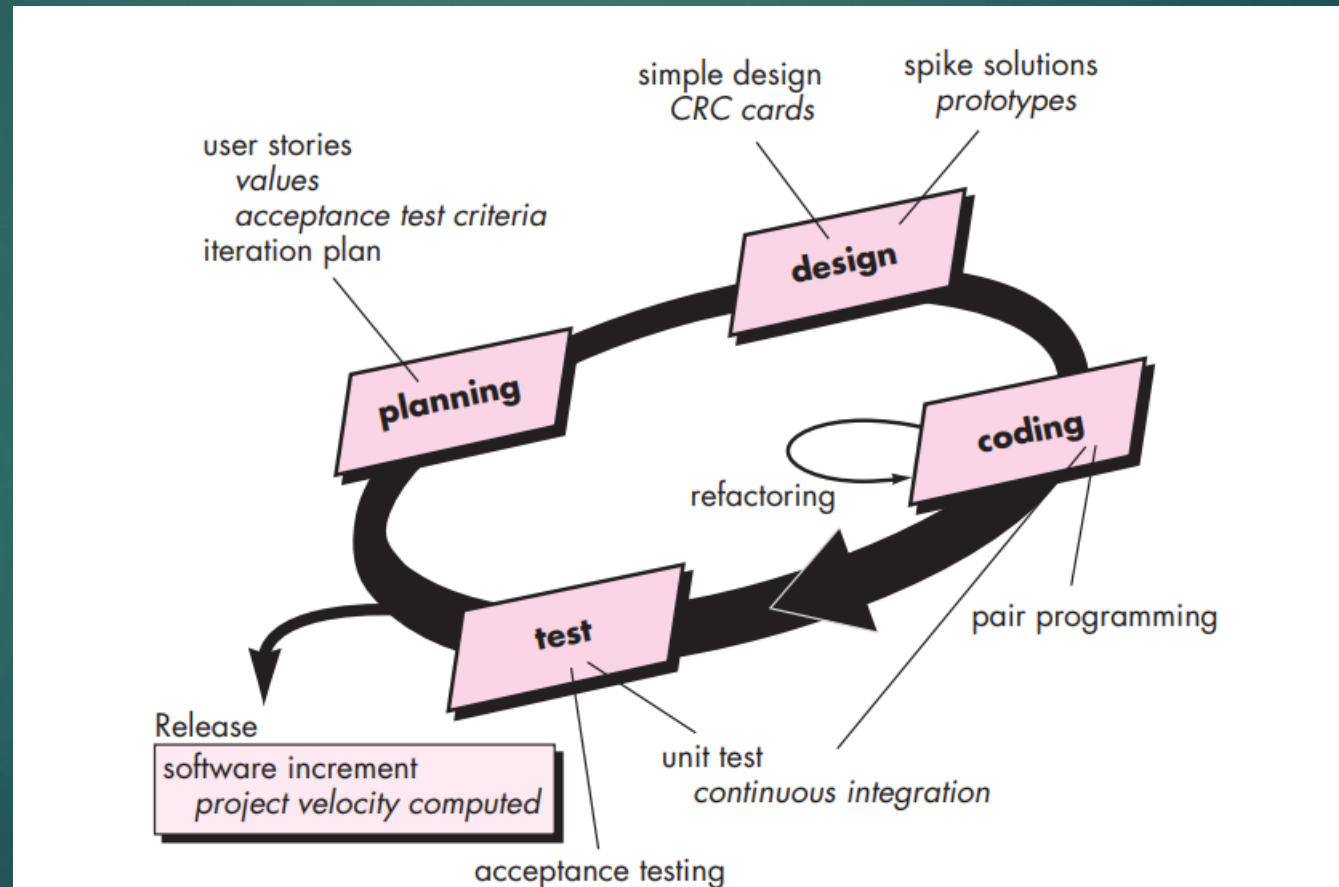 simple design
CRC cards
spike solutions
prototypes
user stories
values
acceptance test criteria
iteration plan
design
planning
coding
refactoring
test
pair programming
Release
software increment
project velocity computed
unit test
continuous integration
acceptance testing